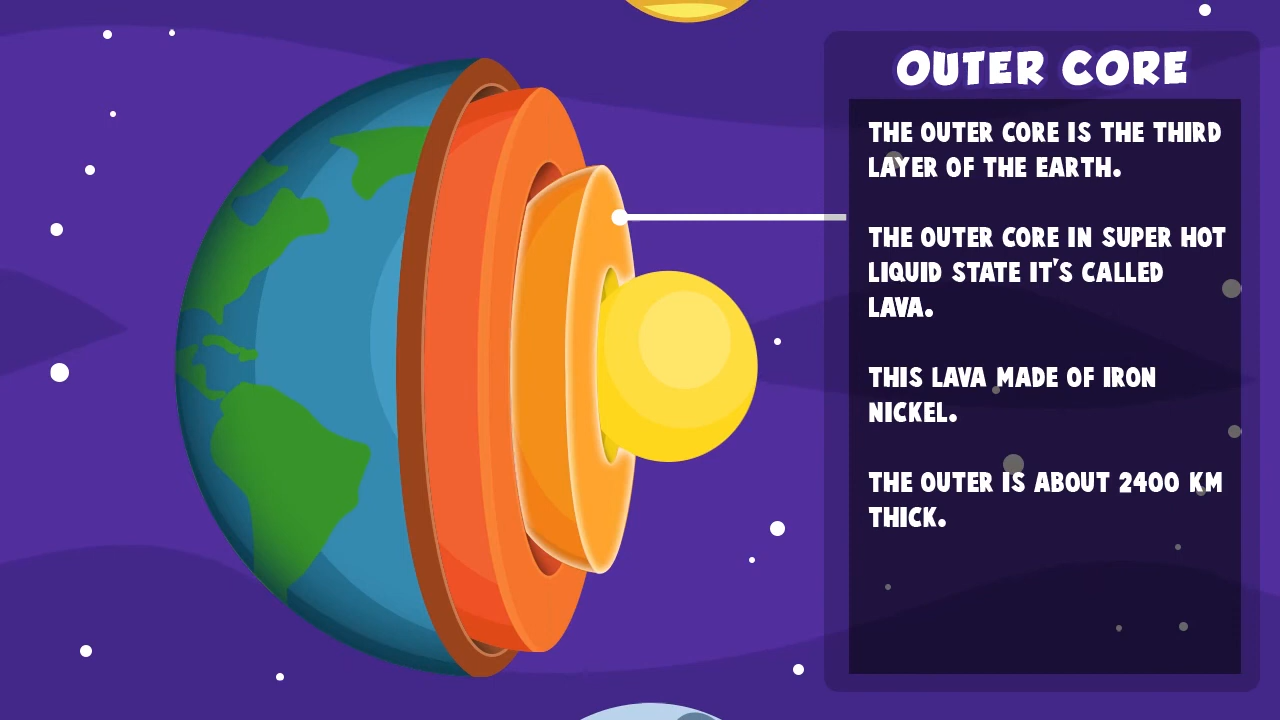 OUTER CORE
THE OUTER CORE IS THE THIRD
LAYER OF THE EARTH.
THE OUTER CORE IN SUPER HOT
LIQUID STATE IT'S CALLED
LAVA.
THIS LAVA MADE OF IRON
NICKEL.
THE OUTER IS ABOUT 2400 KM
THICK.